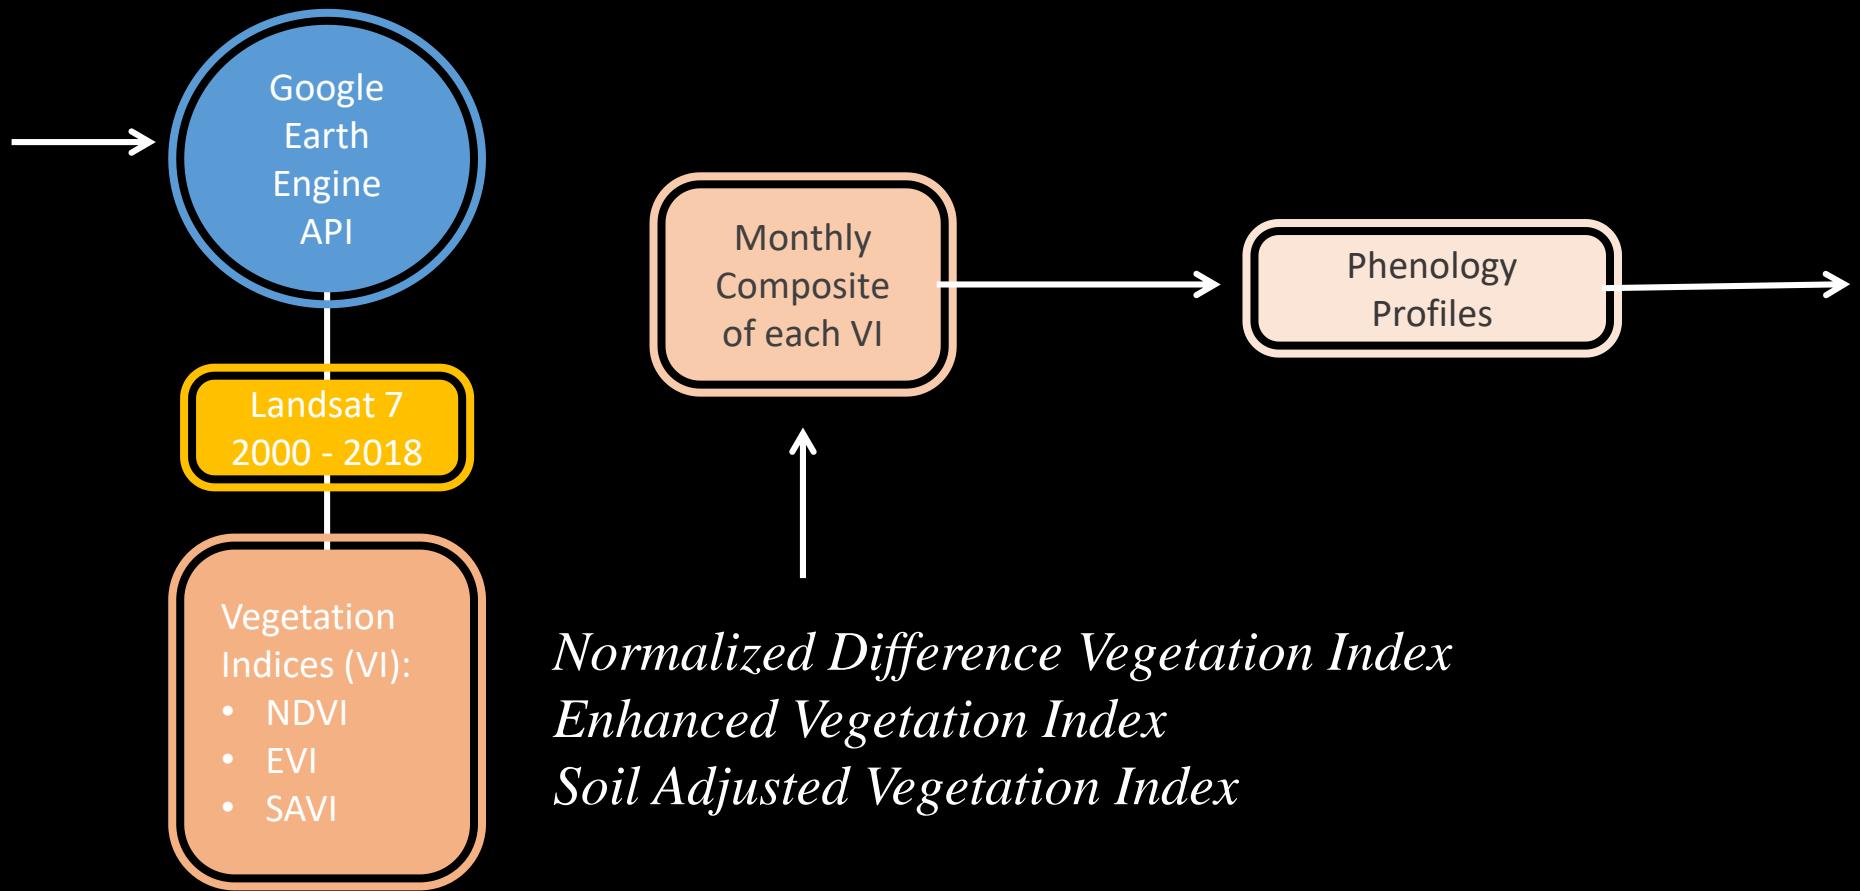 Google
Earth
Engine
API
Landsat 7
2000 - 2018
Vegetation
Indices (VI):
• NDVI
• EVI
• SAVI
Monthly
Composite
of each VI
Phenology
Profiles
Normalized Difference Vegetation Index
Enhanced Vegetation Index
Soil Adjusted Vegetation Index